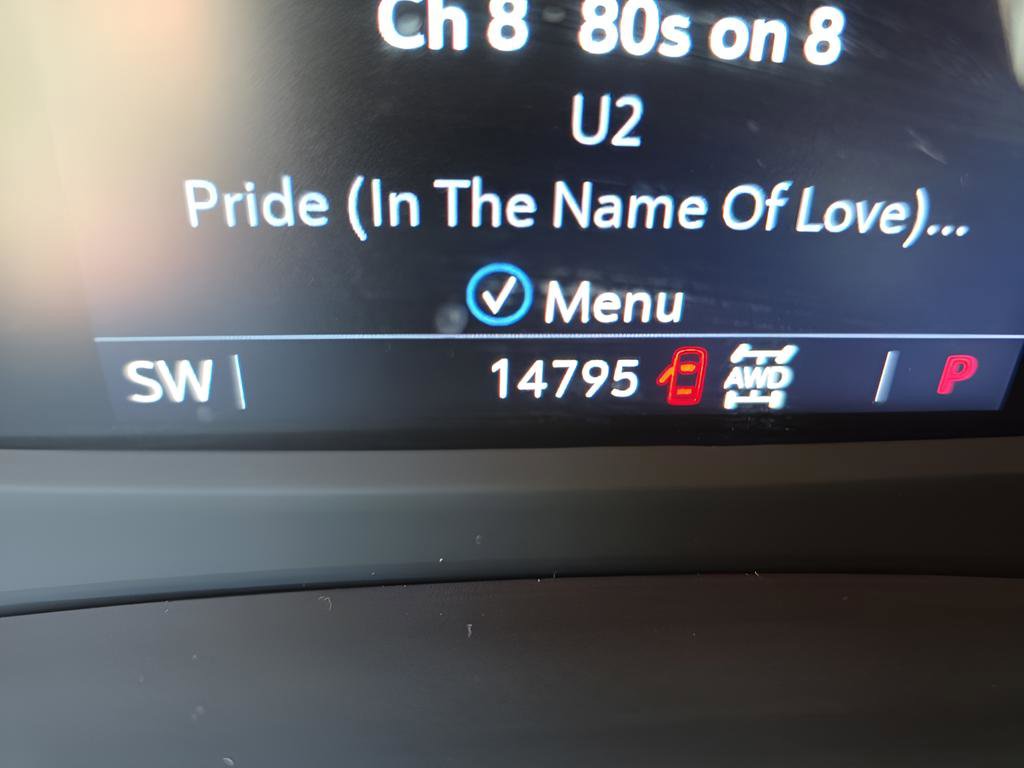 Ch 8 80s on 8
U2
Pride (In The Name Of Love)...
Menu
SW 14795 AWD P